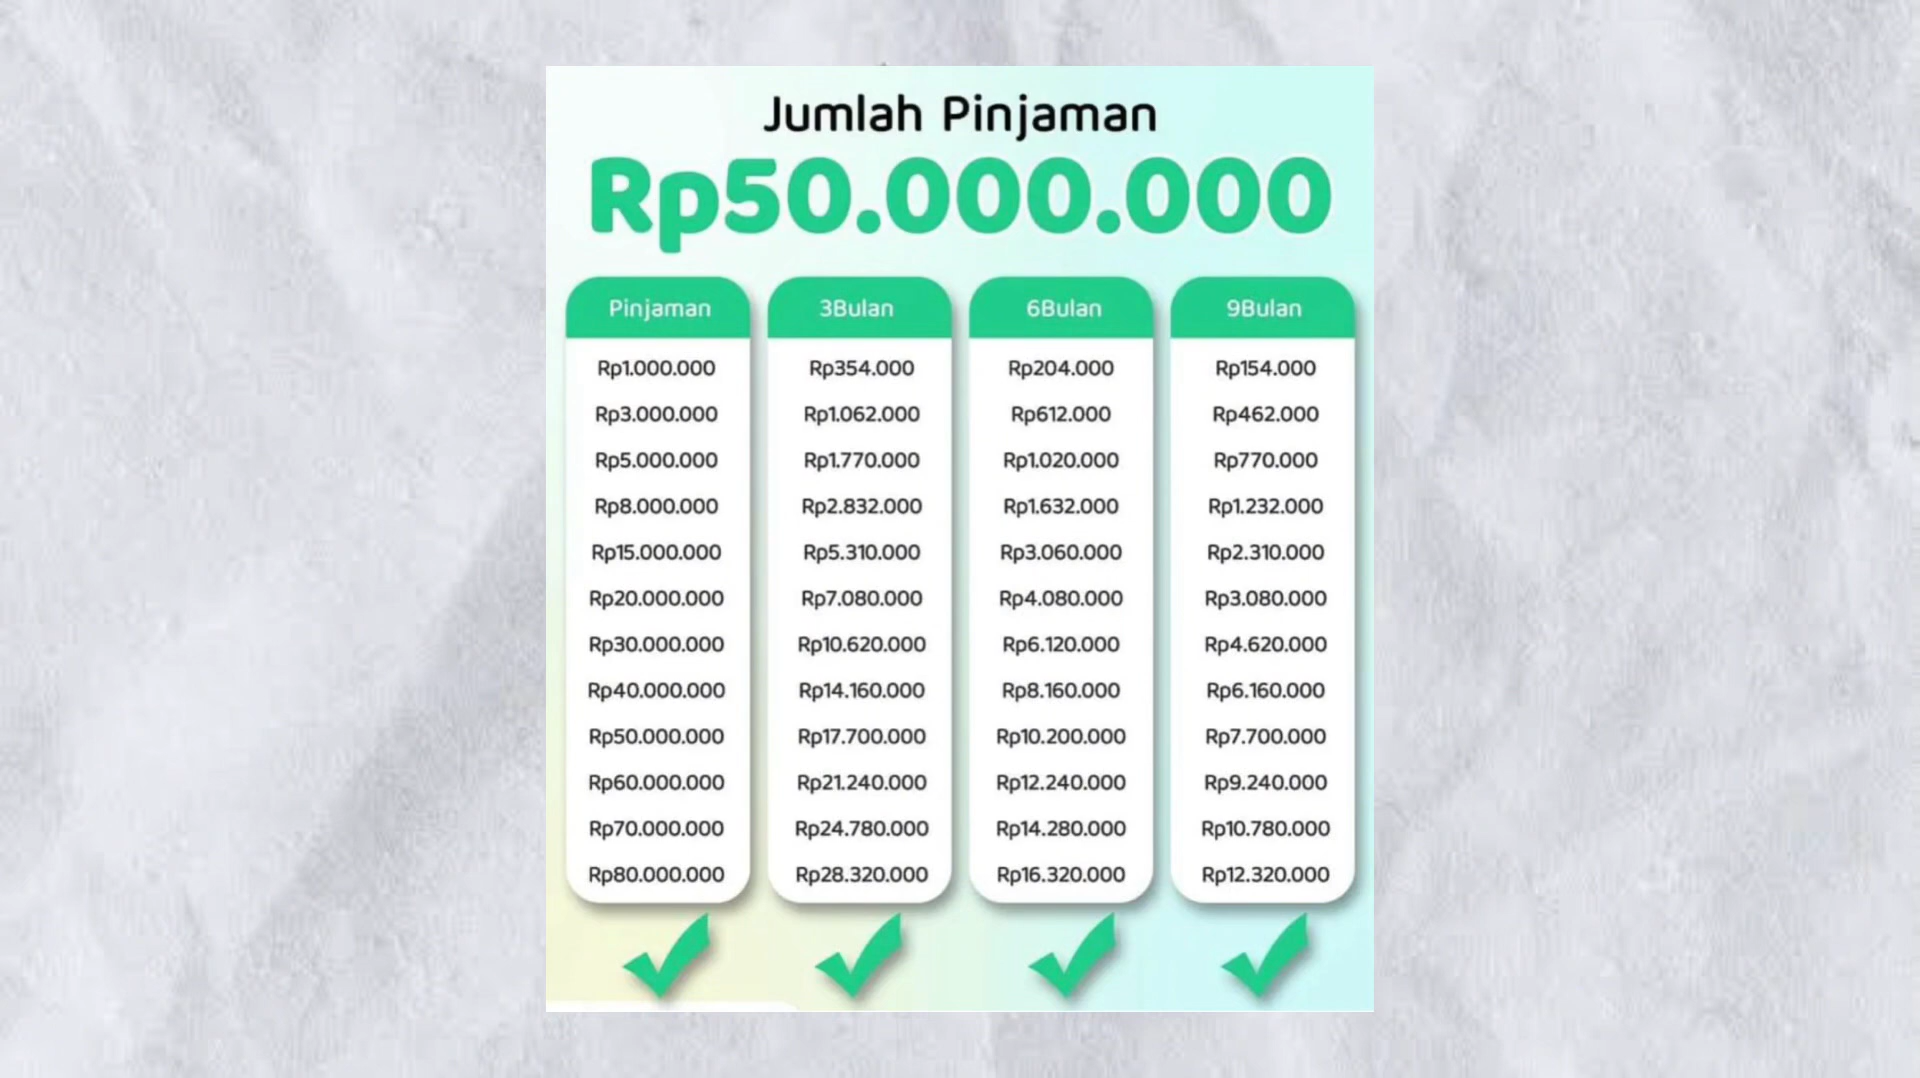 Jumlah Pinjaman
Rp50.000.000
Pinjaman 3Bulan 6Bulan 9Bulan
Rp1.000.000 Rp354.000 Rp204.000 Rp154.000
Rp3.000.000 Rp1.062.000 Rp612.000 Rp462.000
Rp5.000.000 Rp1.770.000 Rp1.020.000 Rp770.000
Rp8.000.000 Rp2.832.000 Rp1.632.000 Rp1.232.000
Rp15.000.000 Rp5.310.000 Rp3.060.000 Rp2.310.000
Rp20.000.000 Rp7.080.000 Rp4.080.000 Rp3.080.000
Rp30.000.000 Rp10.620.000 Rp6.120.000 Rp4.620.000
Rp40.000.000 Rp14.160.000 Rp8.160.000 Rp6.160.000
Rp50.000.000 Rp17.700.000 Rp10.200.000 Rp7.700.000
Rp60.000.000 Rp21.240.000 Rp12.240.000 Rp9.240.000
Rp70.000.000 Rp24.780.000 Rp14.280.000 Rp10.780.000
Rp80.000.000 Rp28.320.000 Rp16.320.000 Rp12.320.000